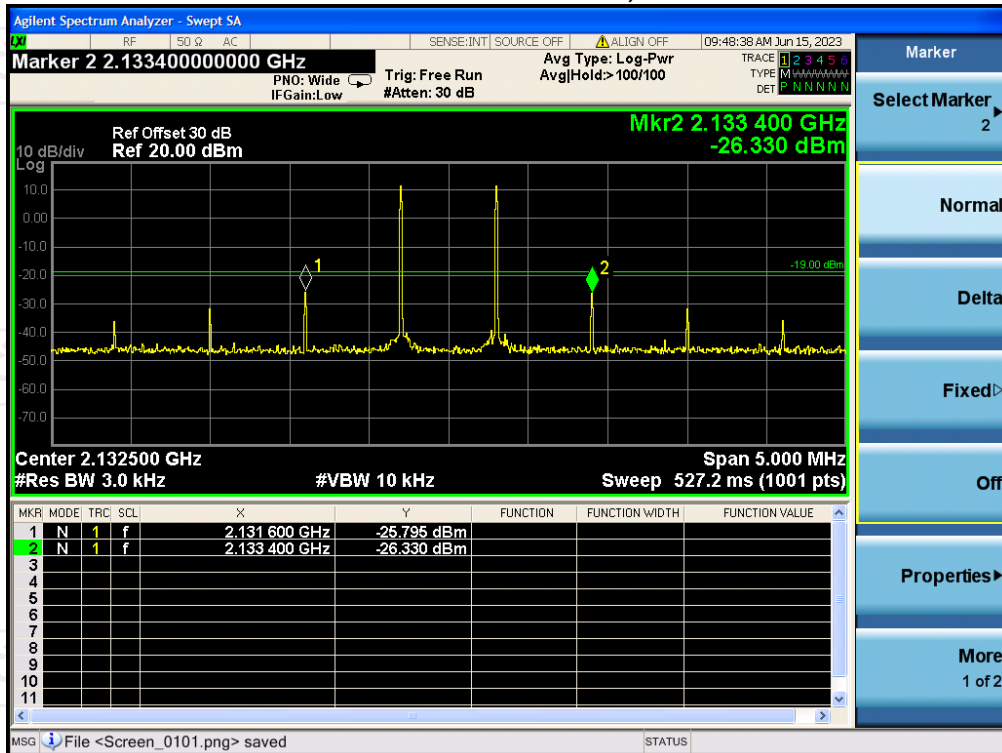 Agilent Spectrum Analyzer - Swept SA
LXI RF 50 Ω AC SENSE:INT SOURCE OFF ALIGN OFF 09:48:38 AM Jun 15, 2023
Marker 2 2.133400000000 GHz
PNO: Wide
IFGain:Low
Trig: Free Run
#Atten: 30 dB
Avg Type: Log-Pwr
Avg|Hold:>100/100
TRACE 1 2 3 4 5 6
TYPE M
DET P N N N N N
Mkr2 2.133 400 GHz
-26.330 dBm
Ref Offset 30 dB
10 dB/div Ref 20.00 dBm
Log
10.0
0.00
-10.0
-20.0
-30.0
-40.0
-50.0
-60.0
-70.0
1
2
-19.00 dBm
Center 2.132500 GHz Span 5.000 MHz
#Res BW 3.0 kHz #VBW 10 kHz Sweep 527.2 ms (1001 pts)
MKR MODE TRC SCL X Y FUNCTION FUNCTION WIDTH FUNCTION VALUE
1 N 1 f 2.131 600 GHz -25.795 dBm
2 N 1 f 2.133 400 GHz -26.330 dBm
3
4
5
6
7
8
9
10
11
MSG File <Screen_0101.png> saved STATUS
Marker
Select Marker
2
Normal
Delta
Fixed
Off
Properties
More
1 of 2